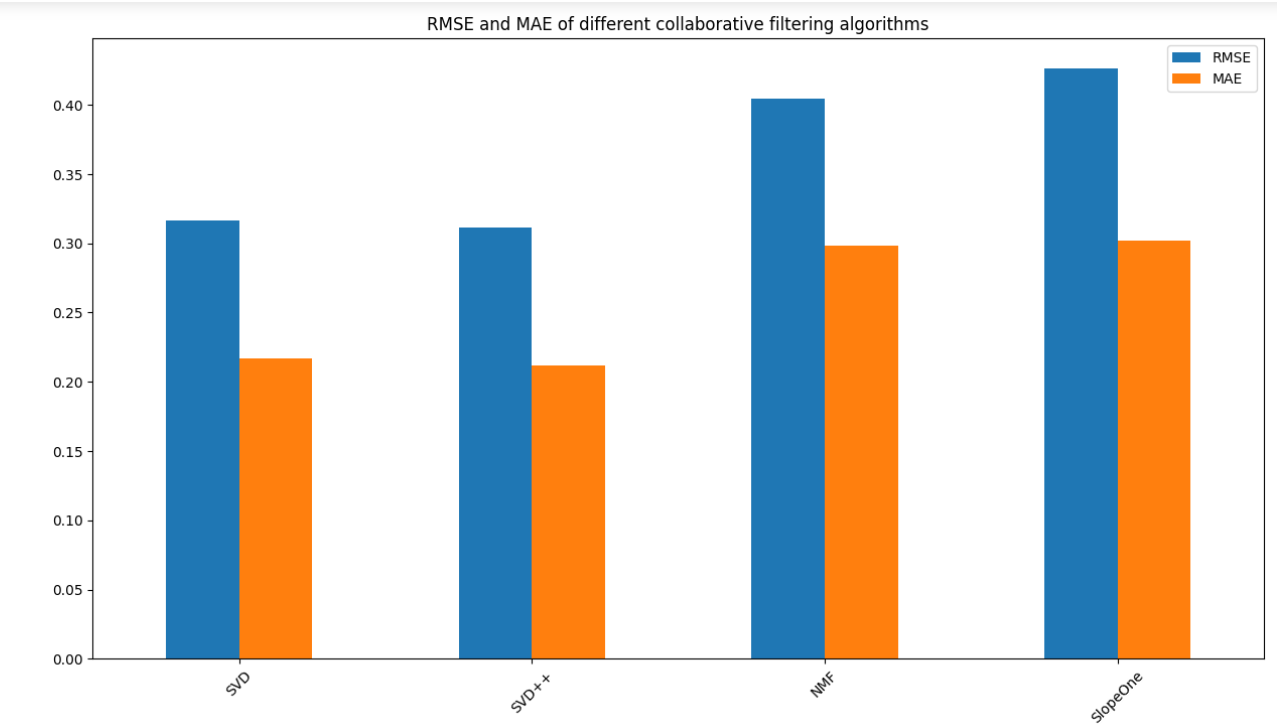 RMSE and MAE of different collaborative filtering algorithms
RMSE
MAE
0.40
0.35
0.30
0.25
0.20
0.15
0.10
0.05
0.00
SVD
SVD++
NMF
SlopeOne